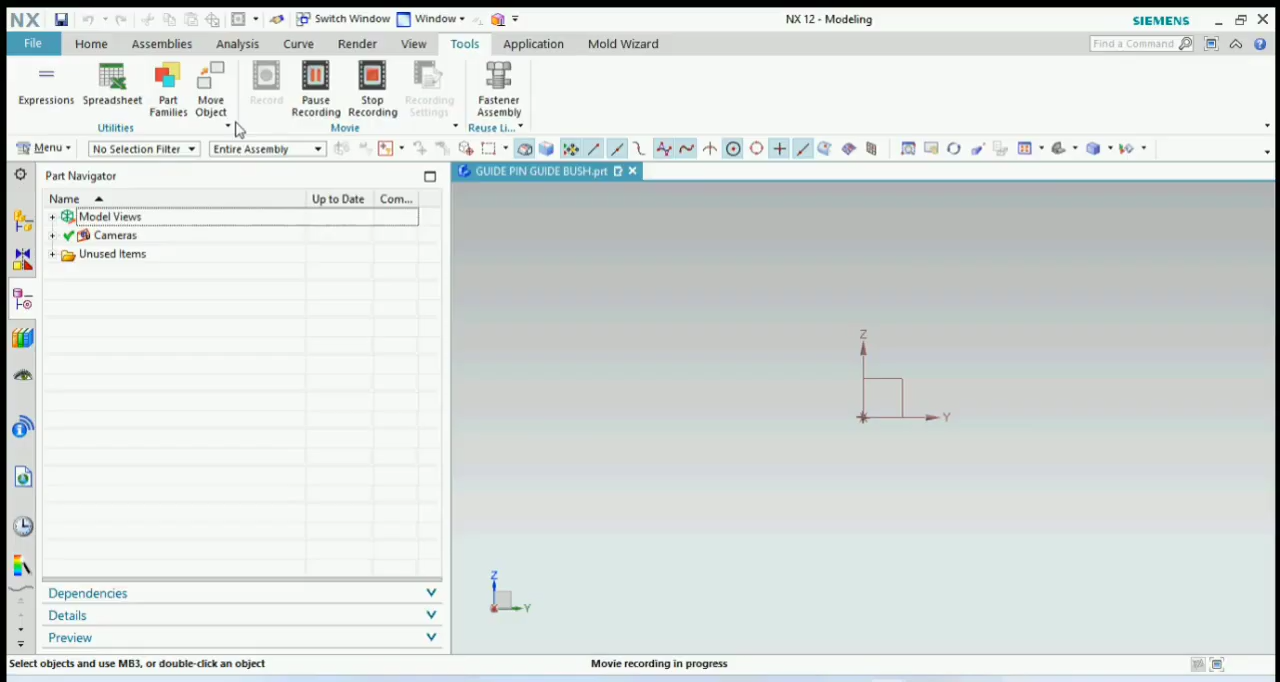 NX Switch Window Window NX 12 - Modeling SIEMENS
File Home Assemblies Analysis Curve Render View Tools Application Mold Wizard Find a Command
Expressions Spreadsheet Part Families Move Object Record Pause Recording Stop Recording Recording Settings Fastener Assembly
Utilities Movie Reuse Li...
Menu No Selection Filter Entire Assembly
Part Navigator GUIDE PIN GUIDE BUSH.prt
Name Up to Date Com...
Model Views
Cameras
Unused Items
Z
Y
Z
Y
Dependencies
Details
Preview
Select objects and use MB3, or double-click an object Movie recording in progress